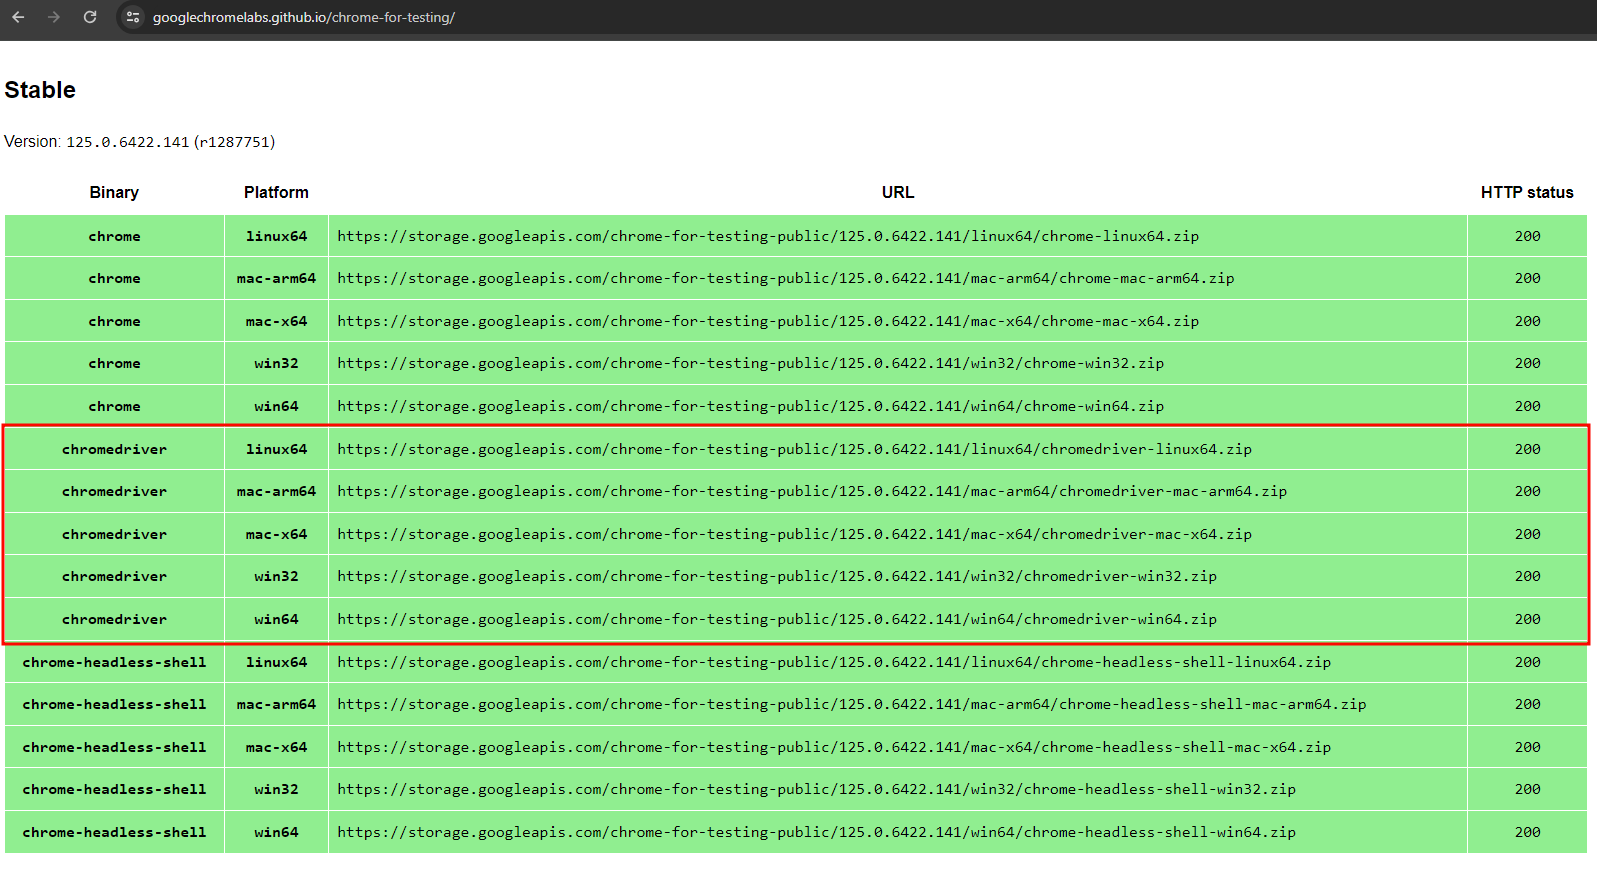 googlechromelabs.github.io/chrome-for-testing/
Stable
Version: 125.0.6422.141 (r1287751)
Binary Platform URL HTTP status
chrome linux64 https://storage.googleapis.com/chrome-for-testing-public/125.0.6422.141/linux64/chrome-linux64.zip 200
chrome mac-arm64 https://storage.googleapis.com/chrome-for-testing-public/125.0.6422.141/mac-arm64/chrome-mac-arm64.zip 200
chrome mac-x64 https://storage.googleapis.com/chrome-for-testing-public/125.0.6422.141/mac-x64/chrome-mac-x64.zip 200
chrome win32 https://storage.googleapis.com/chrome-for-testing-public/125.0.6422.141/win32/chrome-win32.zip 200
chrome win64 https://storage.googleapis.com/chrome-for-testing-public/125.0.6422.141/win64/chrome-win64.zip 200
chromedriver linux64 https://storage.googleapis.com/chrome-for-testing-public/125.0.6422.141/linux64/chromedriver-linux64.zip 200
chromedriver mac-arm64 https://storage.googleapis.com/chrome-for-testing-public/125.0.6422.141/mac-arm64/chromedriver-mac-arm64.zip 200
chromedriver mac-x64 https://storage.googleapis.com/chrome-for-testing-public/125.0.6422.141/mac-x64/chromedriver-mac-x64.zip 200
chromedriver win32 https://storage.googleapis.com/chrome-for-testing-public/125.0.6422.141/win32/chromedriver-win32.zip 200
chromedriver win64 https://storage.googleapis.com/chrome-for-testing-public/125.0.6422.141/win64/chromedriver-win64.zip 200
chrome-headless-shell linux64 https://storage.googleapis.com/chrome-for-testing-public/125.0.6422.141/linux64/chrome-headless-shell-linux64.zip 200
chrome-headless-shell mac-arm64 https://storage.googleapis.com/chrome-for-testing-public/125.0.6422.141/mac-arm64/chrome-headless-shell-mac-arm64.zip 200
chrome-headless-shell mac-x64 https://storage.googleapis.com/chrome-for-testing-public/125.0.6422.141/mac-x64/chrome-headless-shell-mac-x64.zip 200
chrome-headless-shell win32 https://storage.googleapis.com/chrome-for-testing-public/125.0.6422.141/win32/chrome-headless-shell-win32.zip 200
chrome-headless-shell win64 https://storage.googleapis.com/chrome-for-testing-public/125.0.6422.141/win64/chrome-headless-shell-win64.zip 200